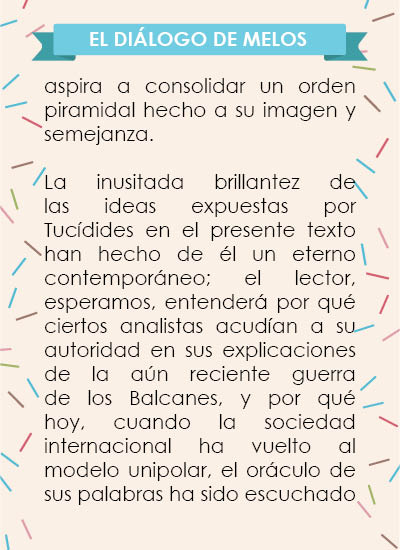 EL DIÁLOGO DE MELOS
aspira a consolidar un orden
piramidal hecho a su imagen y
semejanza.
La inusitada brillantez de
las ideas expuestas por
Tucídides en el presente texto
han hecho de él un eterno
contemporáneo; el lector,
esperamos, entenderá por qué
ciertos analistas acudían a su
autoridad en sus explicaciones
de la aún reciente guerra
de los Balcanes, y por qué
hoy, cuando la sociedad
internacional ha vuelto al
modelo unipolar, el oráculo de
sus palabras ha sido escuchado